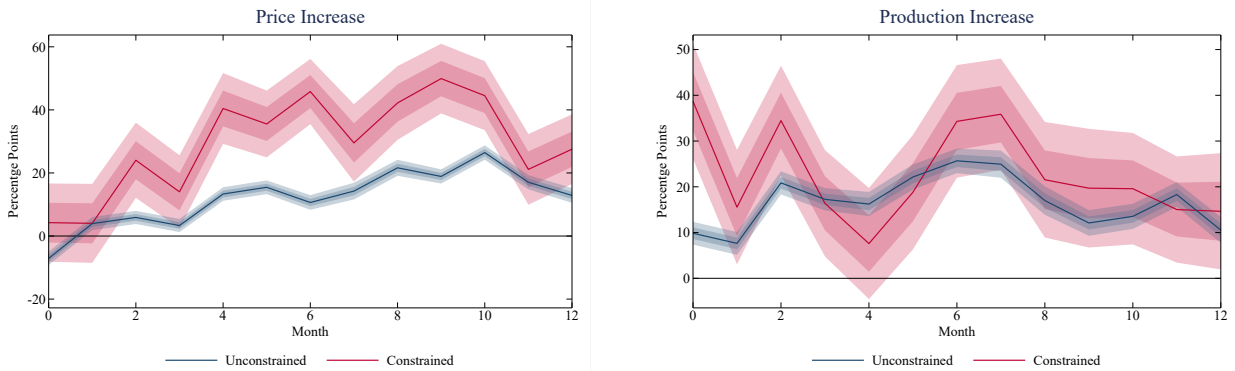 Price Increase
Percentge Points
60
40
20
0
-20
0 2 4 6 8 10 12
Month
Unconstrained Constrained
Production Increase
Percentge Points
50
40
30
20
10
0
0 2 4 6 8 10 12
Month
Unconstrained Constrained